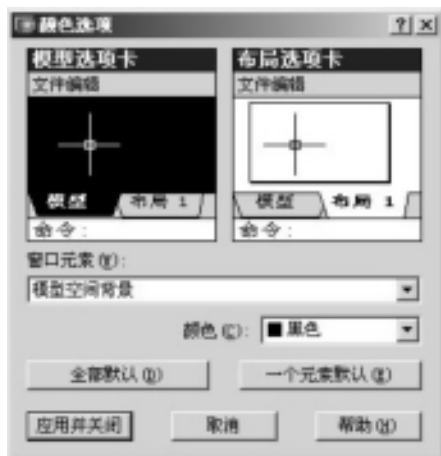 颜色选项
模型选项卡
布局选项卡
文件编辑
文件编辑
模型 布局 1
模型 布局 1
命令:
命令:
窗口元素(W):
模型空间背景
颜色(C): 黑色
全部默认(D)
一个元素默认(E)
应用并关闭
取消
帮助(H)